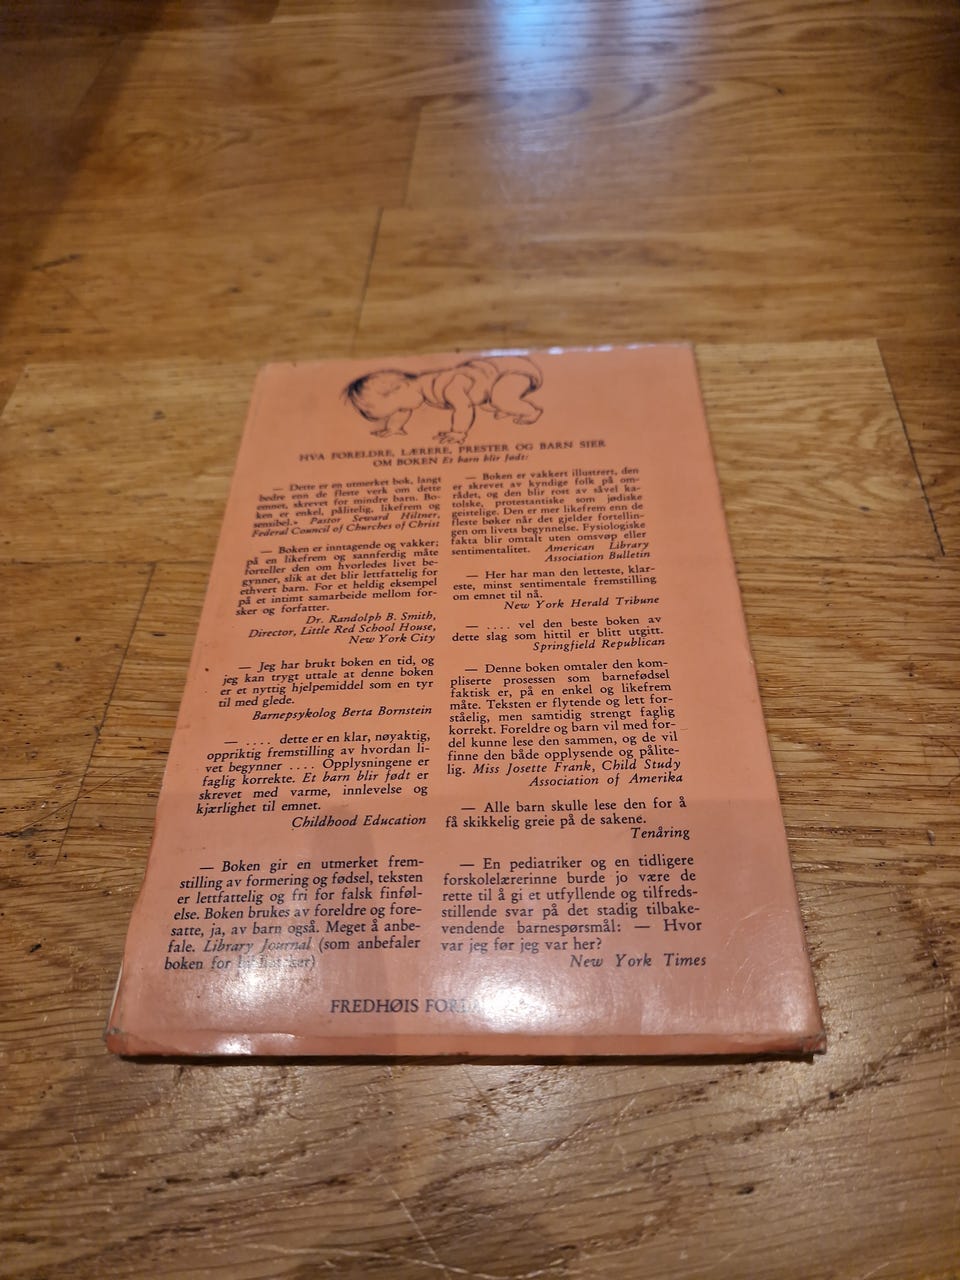 HVA FORELDRE, LÆRERE, PRESTER OG BARN SIER
OM BOKEN Et barn blir født:
— Dette er en utmerket bok, langt
bedre enn de fleste verk om dette
emnet, skrevet for mindre barn. Bo-
ken er enkel, pålitelig, likefrem og
sensibel.» Pastor Seward Hiltner,
Federal Council of Churches of Christ
— Boken er inntagende og vakker;
på en likefrem og sannferdig måte
forteller den om hvorledes livet be-
gynner, slik at det blir lettfattelig for
ethvert barn. For et heldig eksempel
på et intimt samarbeide mellom for-
sker og forfatter.
Dr. Randolph B. Smith,
Director, Little Red School House,
New York City
— Jeg har brukt boken en tid, og
jeg kan trygt uttale at denne boken
er et nyttig hjelpemiddel som en tyr
til med glede.
Barnepsykolog Berta Bornstein
— .... dette er en klar, nøyaktig,
oppriktig fremstilling av hvordan li-
vet begynner .... Opplysningene er
faglig korrekte. Et barn blir født er
skrevet med varme, innlevelse og
kjærlighet til emnet.
Childhood Education
— Boken gir en utmerket frem-
stilling av formering og fødsel, teksten
er lettfattelig og fri for falsk finføl-
else. Boken brukes av foreldre og fore-
satte, ja, av barn også. Meget å anbe-
fale. Library Journal (som anbefaler
boken for
— Boken er vakkert illustrert, den
er skrevet av kyndige folk på om-
rådet, og den blir rost av såvel ka-
tolske, protestantiske som jødiske
geistelige. Den er mer likefrem enn de
fleste bøker når det gjelder fortellin-
gen om livets begynnelse. Fysiologiske
fakta blir omtalt uten omsvøp eller
sentimentalitet. American Library
Association Bulletin
— Her har man den letteste, klar-
este, minst sentimentale fremstilling
om emnet til nå.
New York Herald Tribune
— .... vel den beste boken av
dette slag som hittil er blitt utgitt.
Springfield Republican
— Denne boken omtaler den kom-
pliserte prosessen som barnefødsel
faktisk er, på en enkel og likefrem
måte. Teksten er flytende og lett for-
ståelig, men samtidig strengt faglig
korrekt. Foreldre og barn vil med for-
del kunne lese den sammen, og de vil
finne den både opplysende og pålite-
lig. Miss Josette Frank, Child Study
Association of Amerika
— Alle barn skulle lese den for å
få skikkelig greie på de sakene.
Tenåring
— En pediatriker og en tidligere
forskolelærerinne burde jo være de
rette til å gi et utfyllende og tilfreds-
stillende svar på det stadig tilbake-
vendende barnespørsmål: — Hvor
var jeg før jeg var her?
New York Times
FREDHØIS